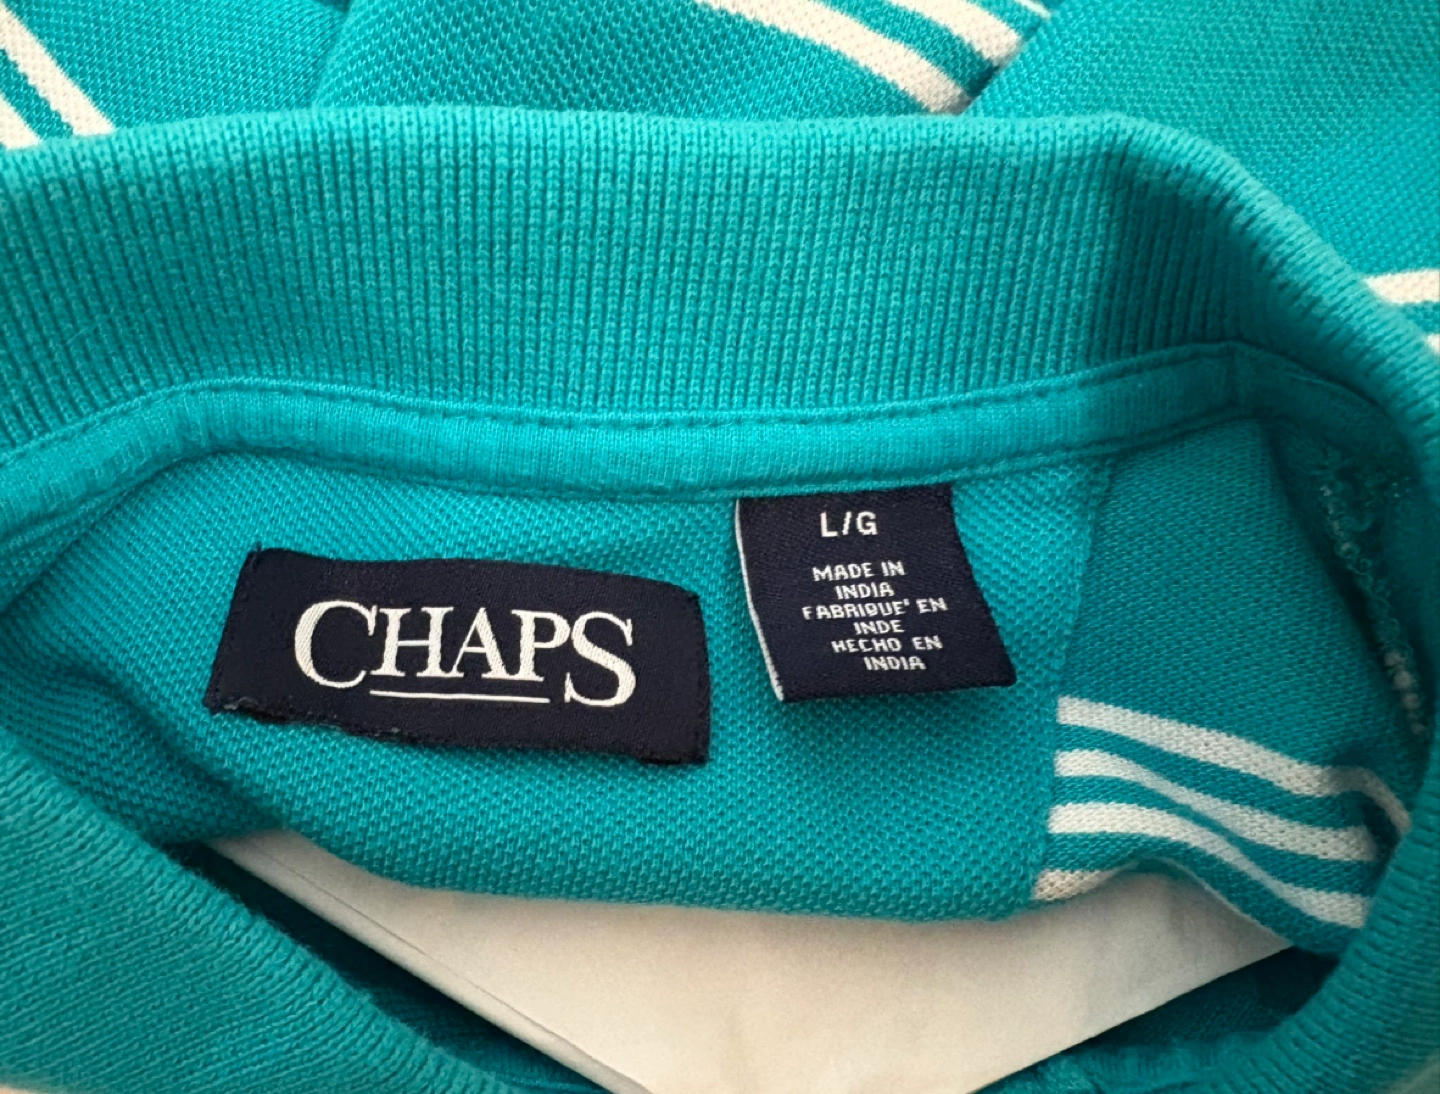 CHAPS
L/G
MADE IN
INDIA
FABRIQUE' EN
INDE
HECHO EN
INDIA